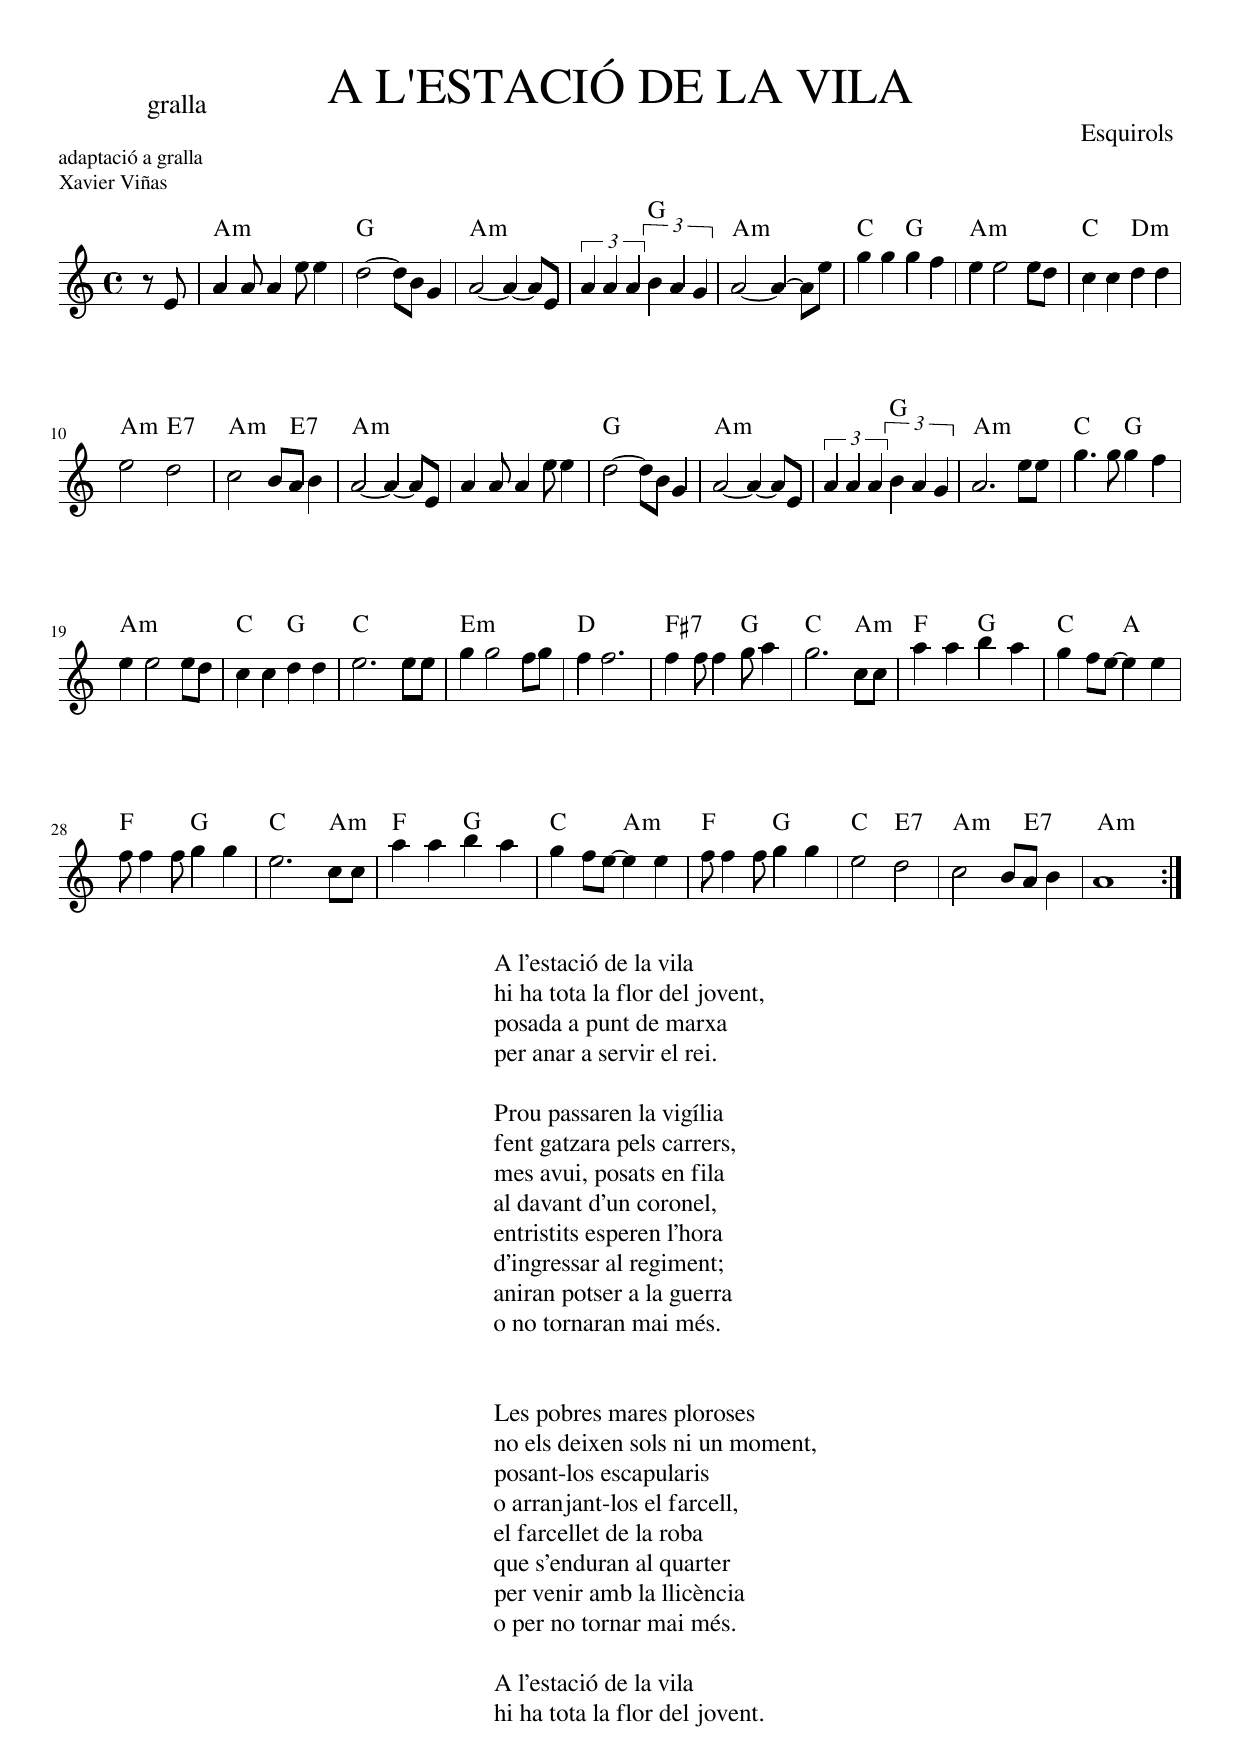 A L'ESTACIÓ DE LA VILA
gralla
Esquirols
adaptació a gralla
Xavier Viñas
Am G Am G Am C G Am C Dm
3 3
10
Am E7 Am E7 Am G Am G Am C G
3 3
19
Am C G C Em D F♯7 G C Am F G C A
28
F G C Am F G C Am F G C E7 Am E7 Am
A l’estació de la vila
hi ha tota la flor del jovent,
posada a punt de marxa
per anar a servir el rei.
Prou passaren la vigília
fent gatzara pels carrers,
mes avui, posats en fila
al davant d’un coronel,
entristits esperen l’hora
d’ingressar al regiment;
aniran potser a la guerra
o no tornaran mai més.
Les pobres mares ploroses
no els deixen sols ni un moment,
posant-los escapularis
o arranjant-los el farcell,
el farcellet de la roba
que s’enduran al quarter
per venir amb la llicència
o per no tornar mai més.
A l’estació de la vila
hi ha tota la flor del jovent.